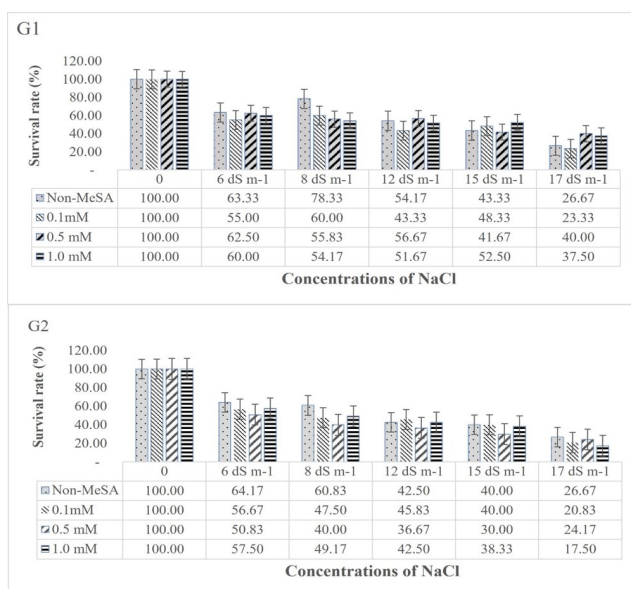 G1
Survival rate (%)
120.00
100.00
80.00
60.00
40.00
20.00
-
0 6 dS m-1 8 dS m-1 12 dS m-1 15 dS m-1 17 dS m-1
Non-MeSA 100.00 63.33 78.33 54.17 43.33 26.67
0.1mM 100.00 55.00 60.00 43.33 48.33 23.33
0.5 mM 100.00 62.50 55.83 56.67 41.67 40.00
1.0 mM 100.00 60.00 54.17 51.67 52.50 37.50
Concentrations of NaCl
G2
Survival rate (%)
120.00
100.00
80.00
60.00
40.00
20.00
-
0 6 dS m-1 8 dS m-1 12 dS m-1 15 dS m-1 17 dS m-1
Non-MeSA 100.00 64.17 60.83 42.50 40.00 26.67
0.1mM 100.00 56.67 47.50 45.83 40.00 20.83
0.5 mM 100.00 50.83 40.00 36.67 30.00 24.17
1.0 mM 100.00 57.50 49.17 42.50 38.33 17.50
Concentrations of NaCl